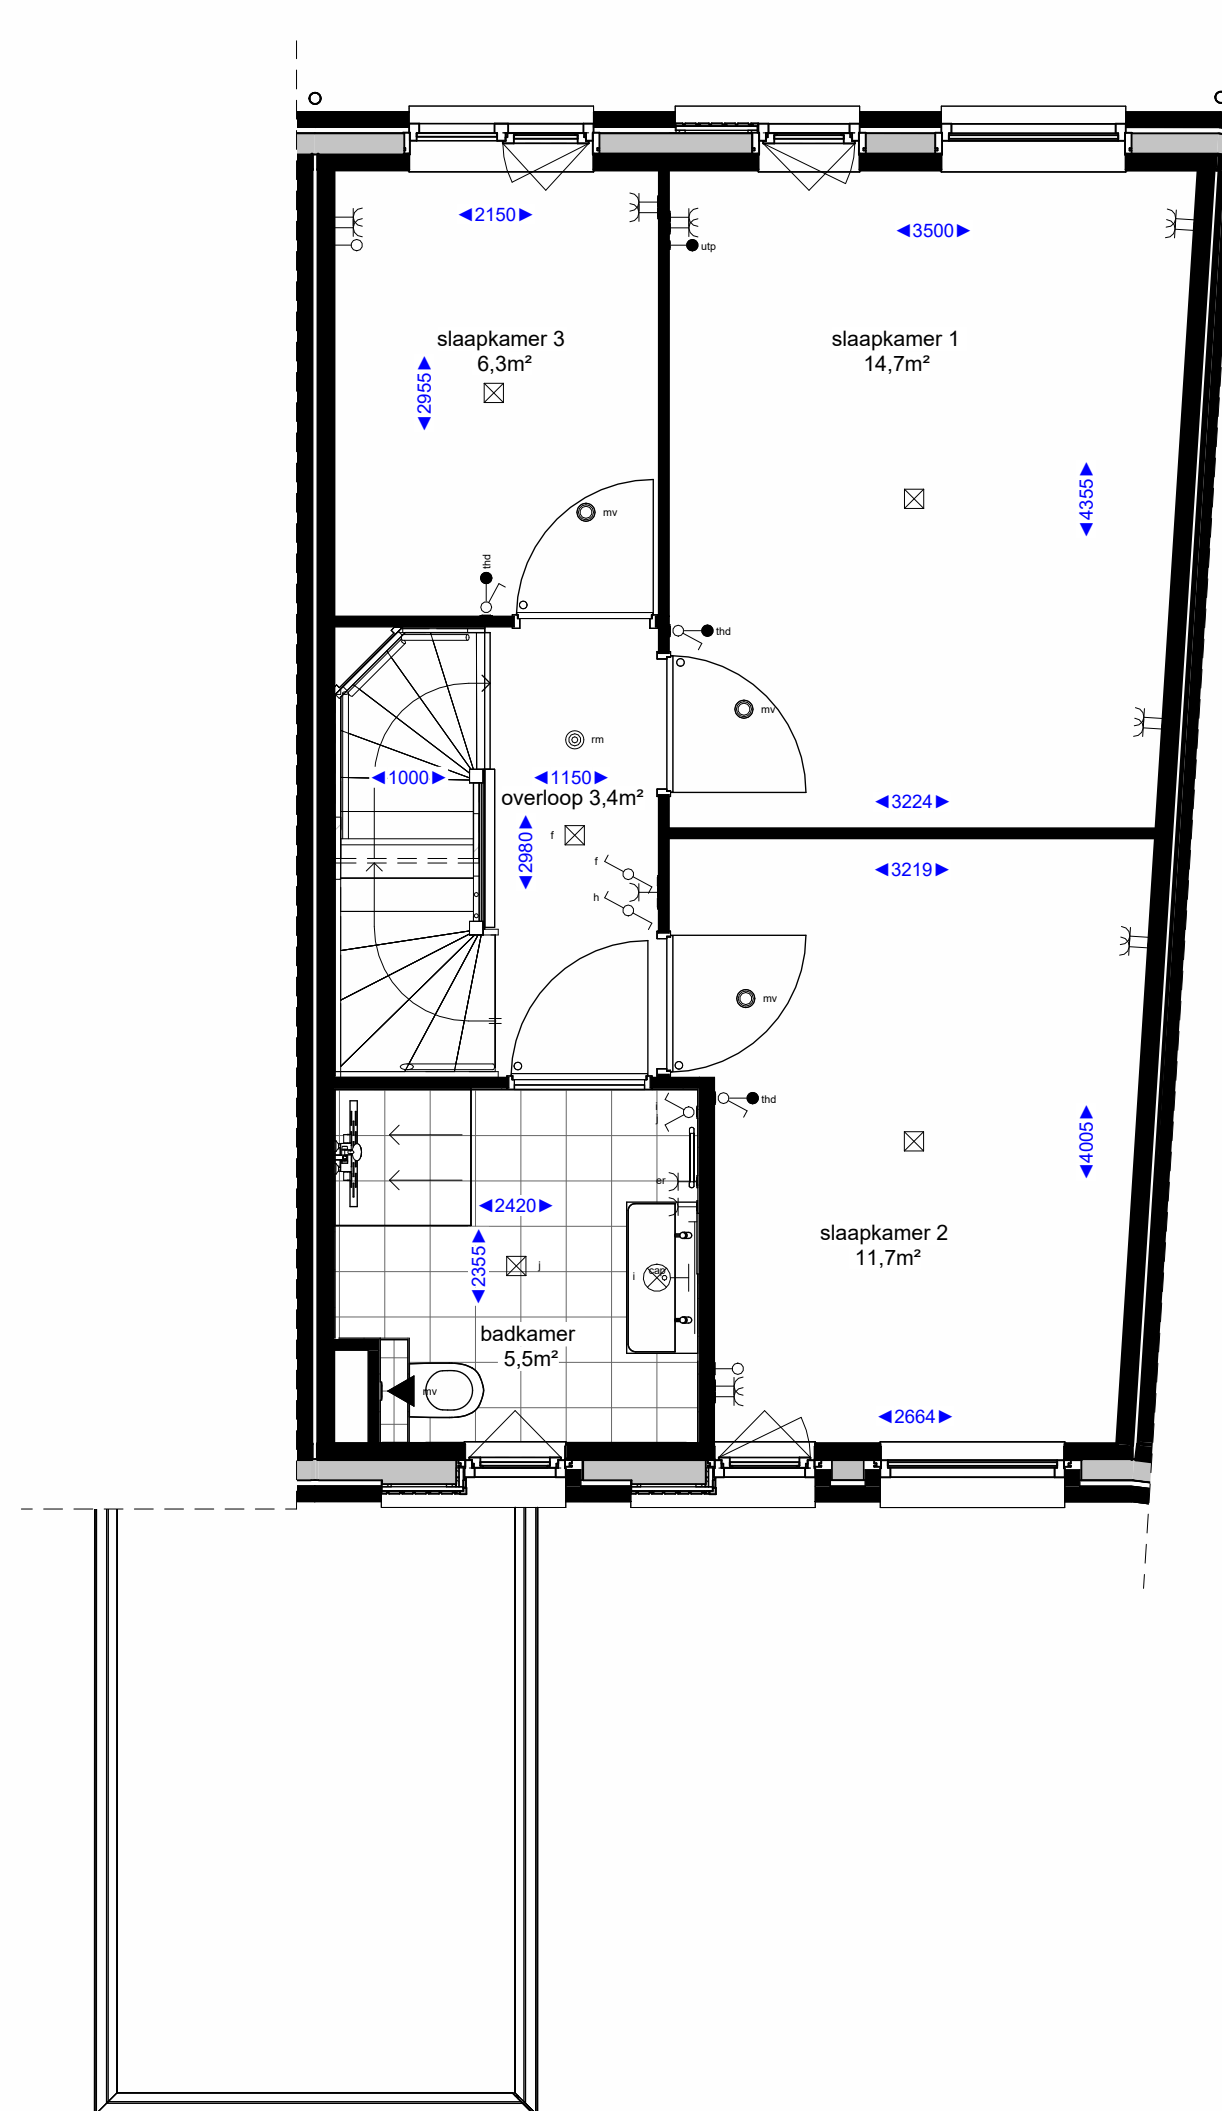 2150
3500
utp
slaapkamer 3
6,3m²
slaapkamer 1
14,7m²
2955
4355
mv
thd
thd
mv
rm
1000
1150
overloop 3,4m²
3224
f
2980
f
h
3219
mv
thd
er
2420
4005
2355
j
i
cap
slaapkamer 2
11,7m²
badkamer
5,5m²
mv
2664